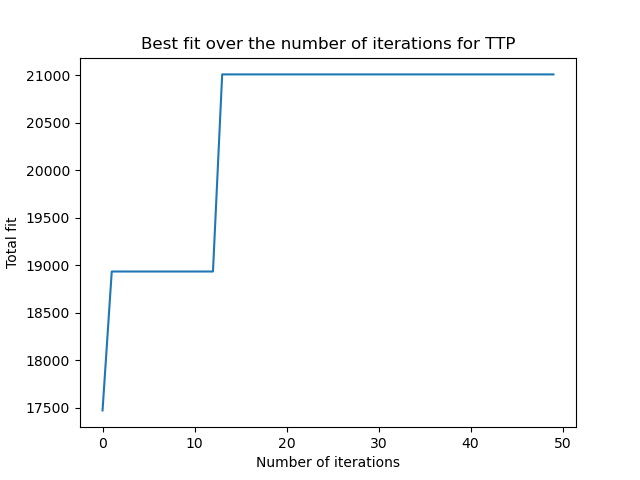 Best fit over the number of iterations for TTP
21000
20500
20000
19500
19000
18500
18000
17500
Total fit
0 10 20 30 40 50
Number of iterations